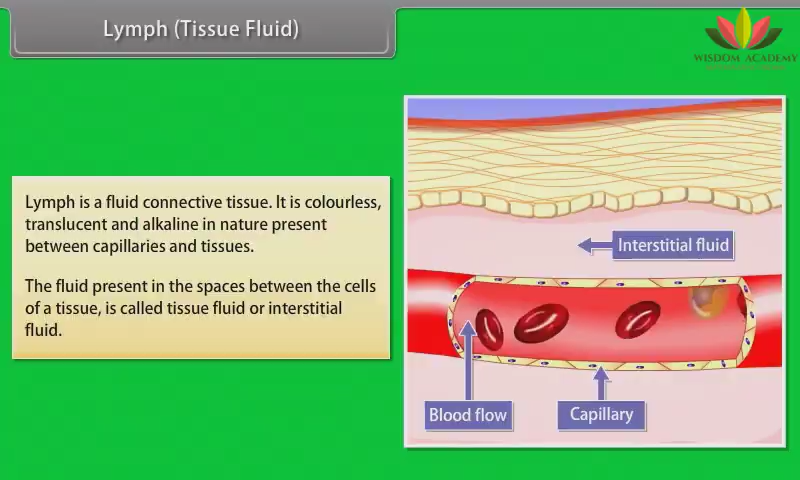 Lymph (Tissue Fluid)
WISDOM ACADEMY
Lymph is a fluid connective tissue. It is colourless,
translucent and alkaline in nature present
between capillaries and tissues.
The fluid present in the spaces between the cells
of a tissue, is called tissue fluid or interstitial
fluid.
Interstitial fluid
Blood flow
Capillary